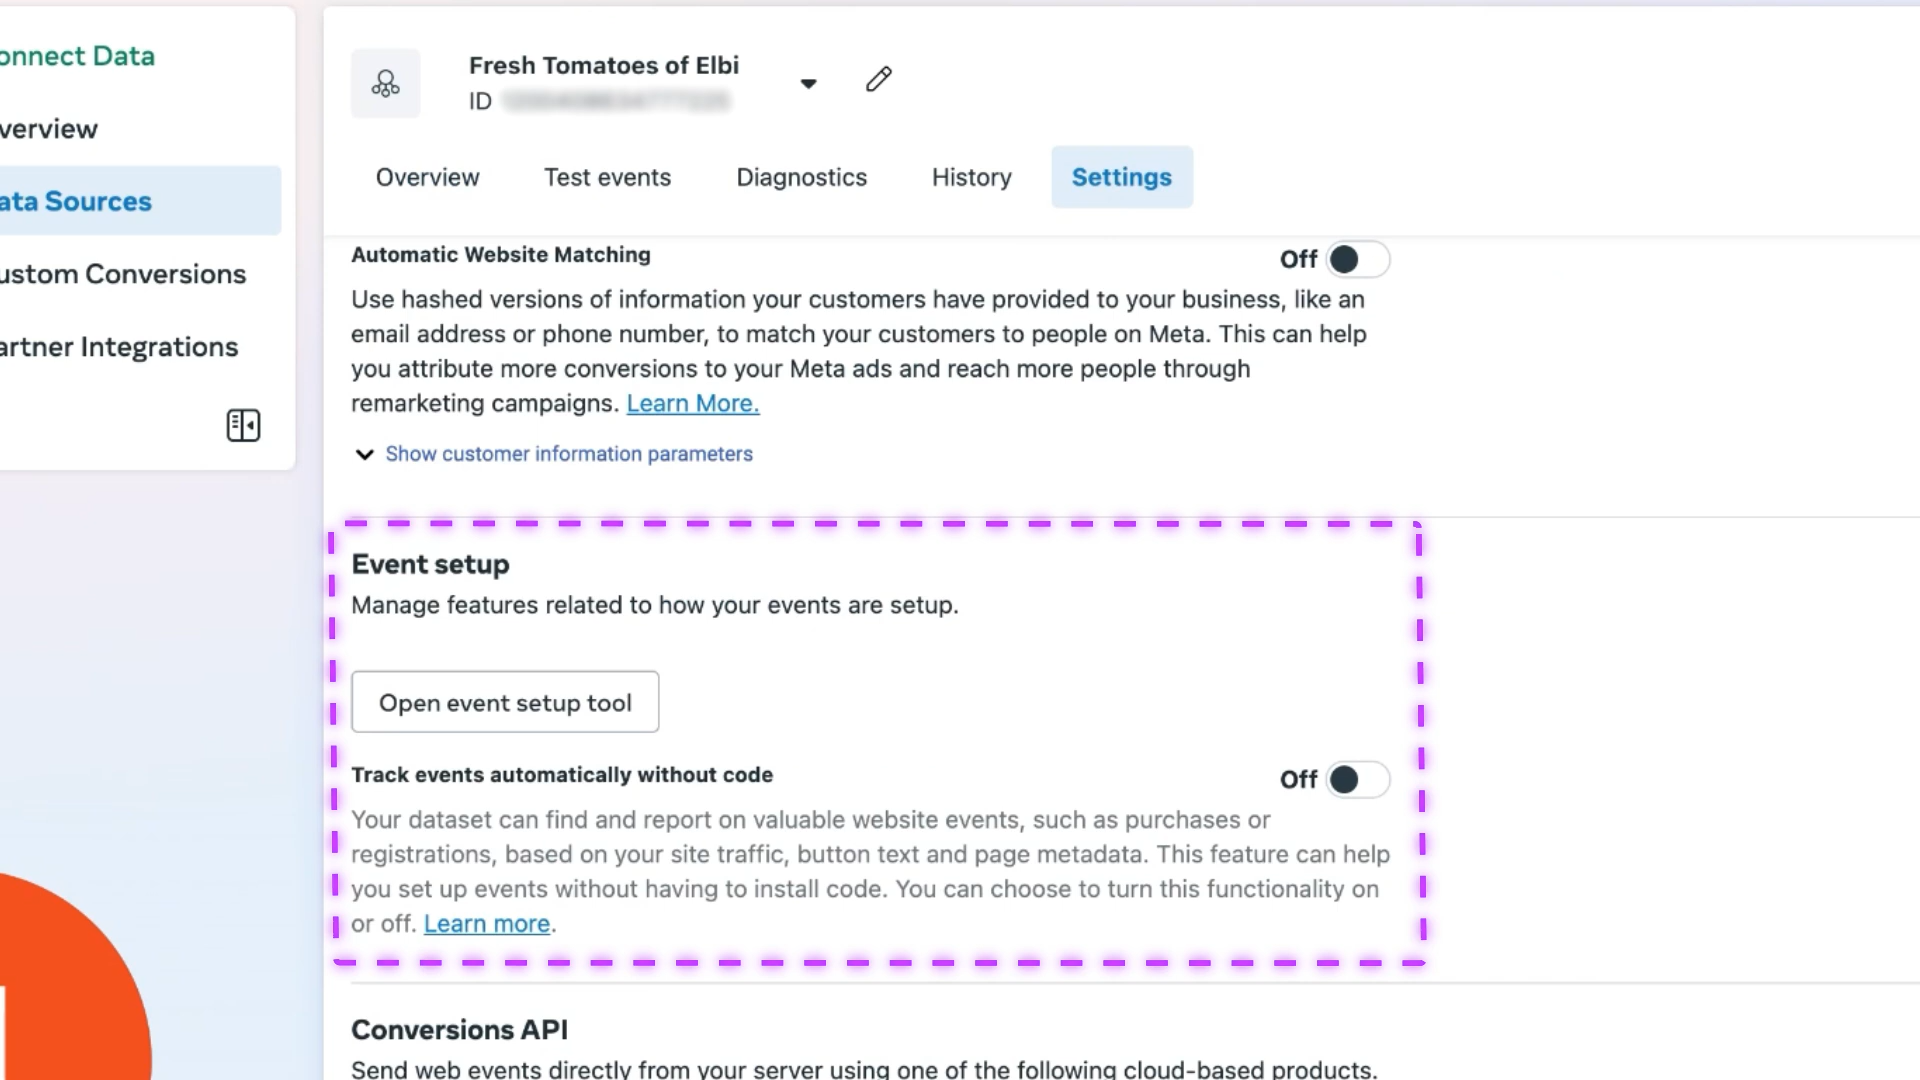 onnect Data
verview
ata Sources
ustom Conversions
artner Integrations
Fresh Tomatoes of Elbi
ID
Overview Test events Diagnostics History Settings
Automatic Website Matching Off
Use hashed versions of information your customers have provided to your business, like an
email address or phone number, to match your customers to people on Meta. This can help
you attribute more conversions to your Meta ads and reach more people through
remarketing campaigns. Learn More.
Show customer information parameters
Event setup
Manage features related to how your events are setup.
Open event setup tool
Track events automatically without code Off
Your dataset can find and report on valuable website events, such as purchases or
registrations, based on your site traffic, button text and page metadata. This feature can help
you set up events without having to install code. You can choose to turn this functionality on
or off. Learn more.
Conversions API
Send web events directly from your server using one of the following cloud-based products.